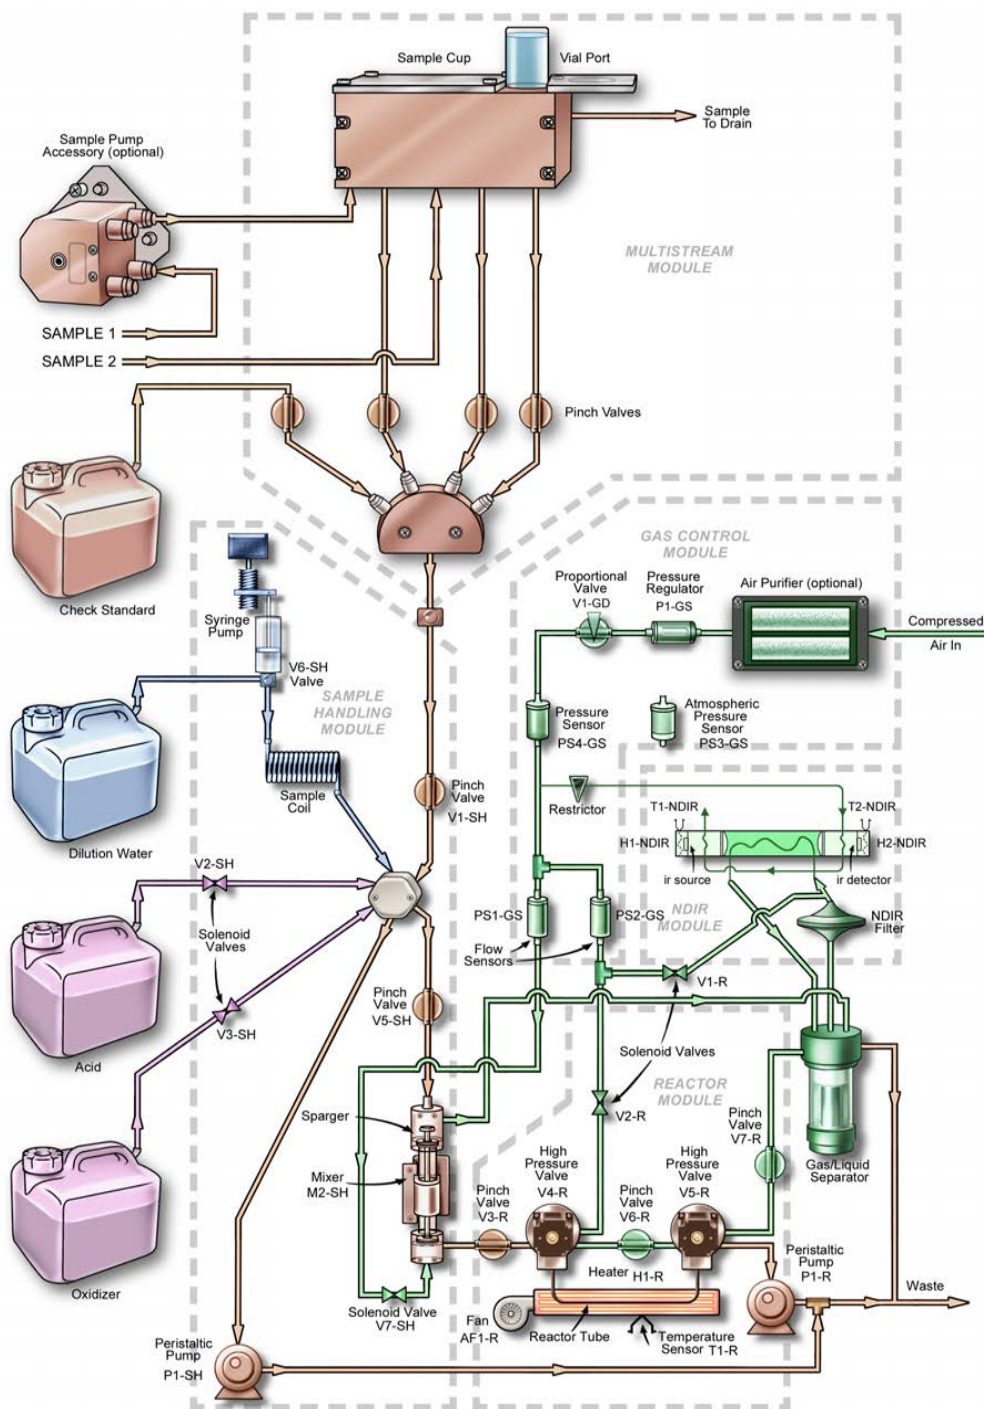 Sample Cup
Vial Port
Sample
To Drain
Sample Pump
Accessory (optional)
MULTISTREAM
MODULE
SAMPLE 1
SAMPLE 2
Pinch Valves
Check Standard
GAS CONTROL
MODULE
Proportional
Valve
V1-GD
Pressure
Regulator
P1-GS
Air Purifier (optional)
Compressed
Air In
Syringe
Pump
V6-SH
Valve
SAMPLE
HANDLING
MODULE
Pressure
Sensor
PS4-GS
Atmospheric
Pressure
Sensor
PS3-GS
Sample
Coil
Pinch
Valve
V1-SH
Restrictor
T1-NDIR
T2-NDIR
H1-NDIR
H2-NDIR
ir source
ir detector
Dilution Water
V2-SH
Solenoid
Valves
V3-SH
PS1-GS
PS2-GS
Flow
Sensors
NDIR
MODULE
NDIR
Filter
V1-R
Pinch
Valve
V5-SH
Acid
Solenoid Valves
REACTOR
MODULE
V2-R
Sparger
Pinch
Valve
V7-R
Gas/Liquid
Separator
Mixer
M2-SH
High
Pressure
Valve
V4-R
High
Pressure
Valve
V5-R
Pinch
Valve
V3-R
Pinch
Valve
V6-R
Peristaltic
Pump
P1-R
Heater H1-R
Oxidizer
Solenoid Valve
V7-SH
Fan
AF1-R
Reactor Tube
Temperature
Sensor T1-R
Waste
Peristaltic
Pump
P1-SH